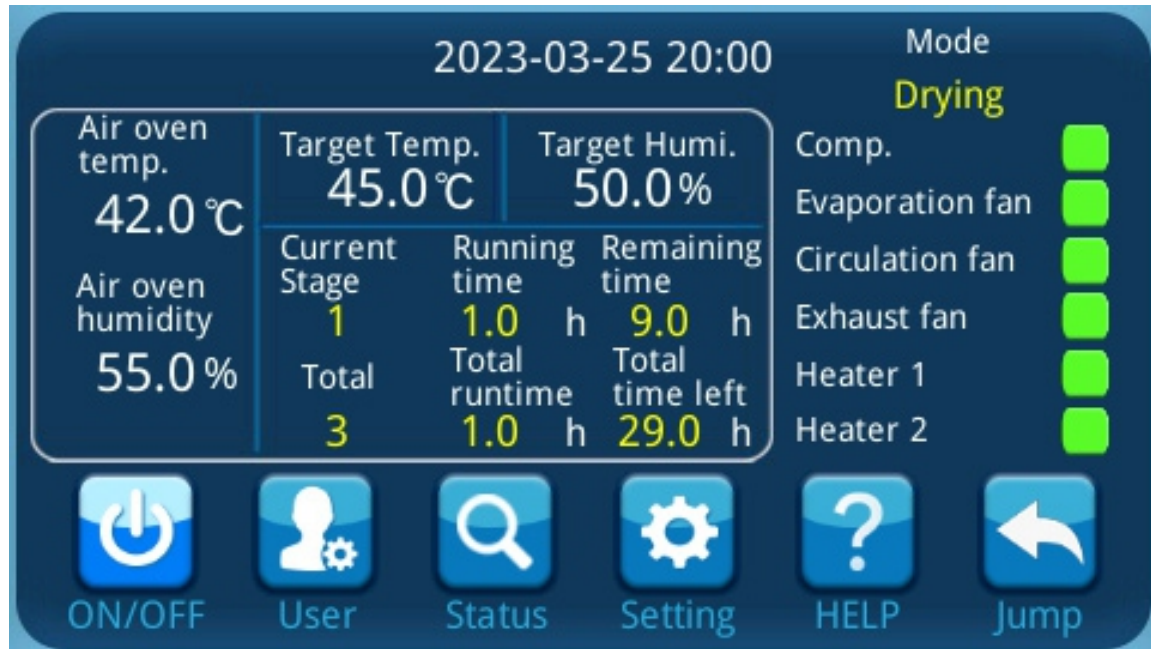 2023-03-25 20:00
Mode
Drying
Air oven
temp.
42.0 ℃
Air oven
humidity
55.0 %
Target Temp.
45.0 ℃
Target Humi.
50.0 %
Current
Stage
1
Running
time
1.0 h
Remaining
time
9.0 h
Total
3
Total
runtime
1.0 h
Total
time left
29.0 h
Comp.
Evaporation fan
Circulation fan
Exhaust fan
Heater 1
Heater 2
ON/OFF
User
Status
Setting
?
HELP
Jump